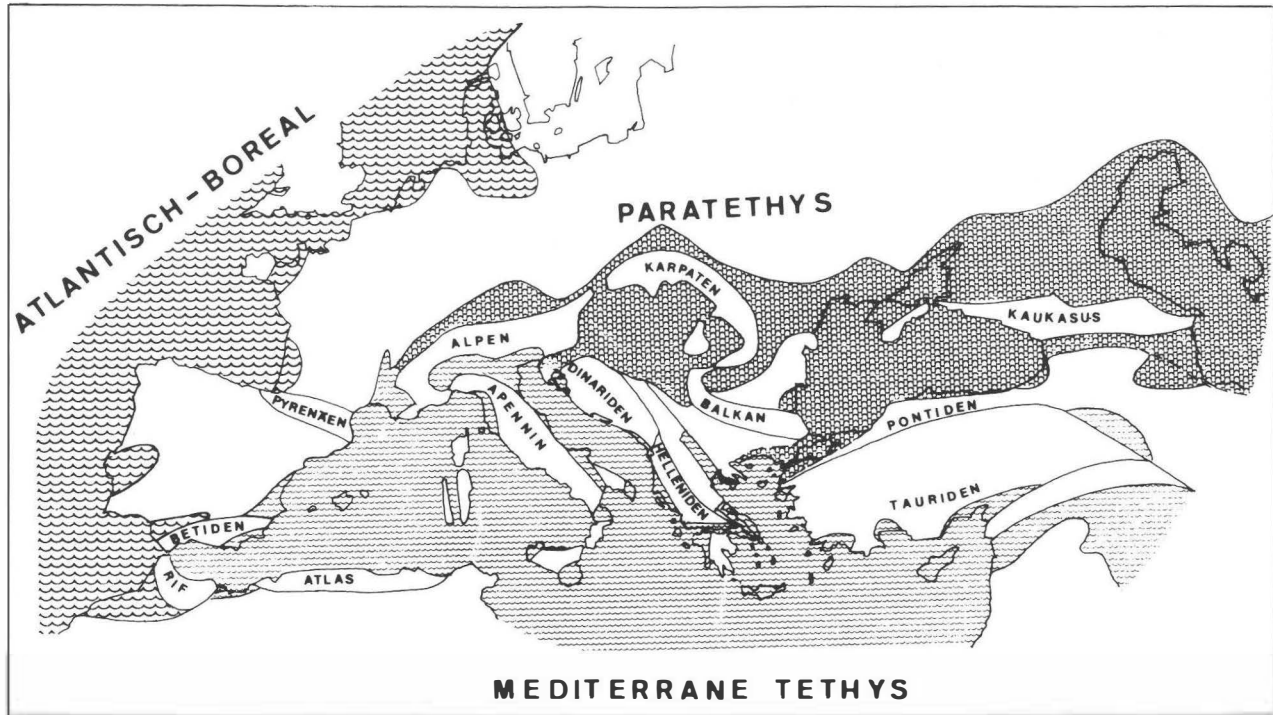 ATLANTISCH-BOREAL
PARATETHYS
KARPATEN
KAUKASUS
ALPEN
DINARIDEN
PYRENÄEN
APENNIN
BALKAN
PONTIDEN
HELLENIDEN
TAURIDEN
BETIDEN
RIF
ATLAS
MEDITERRANE TETHYS